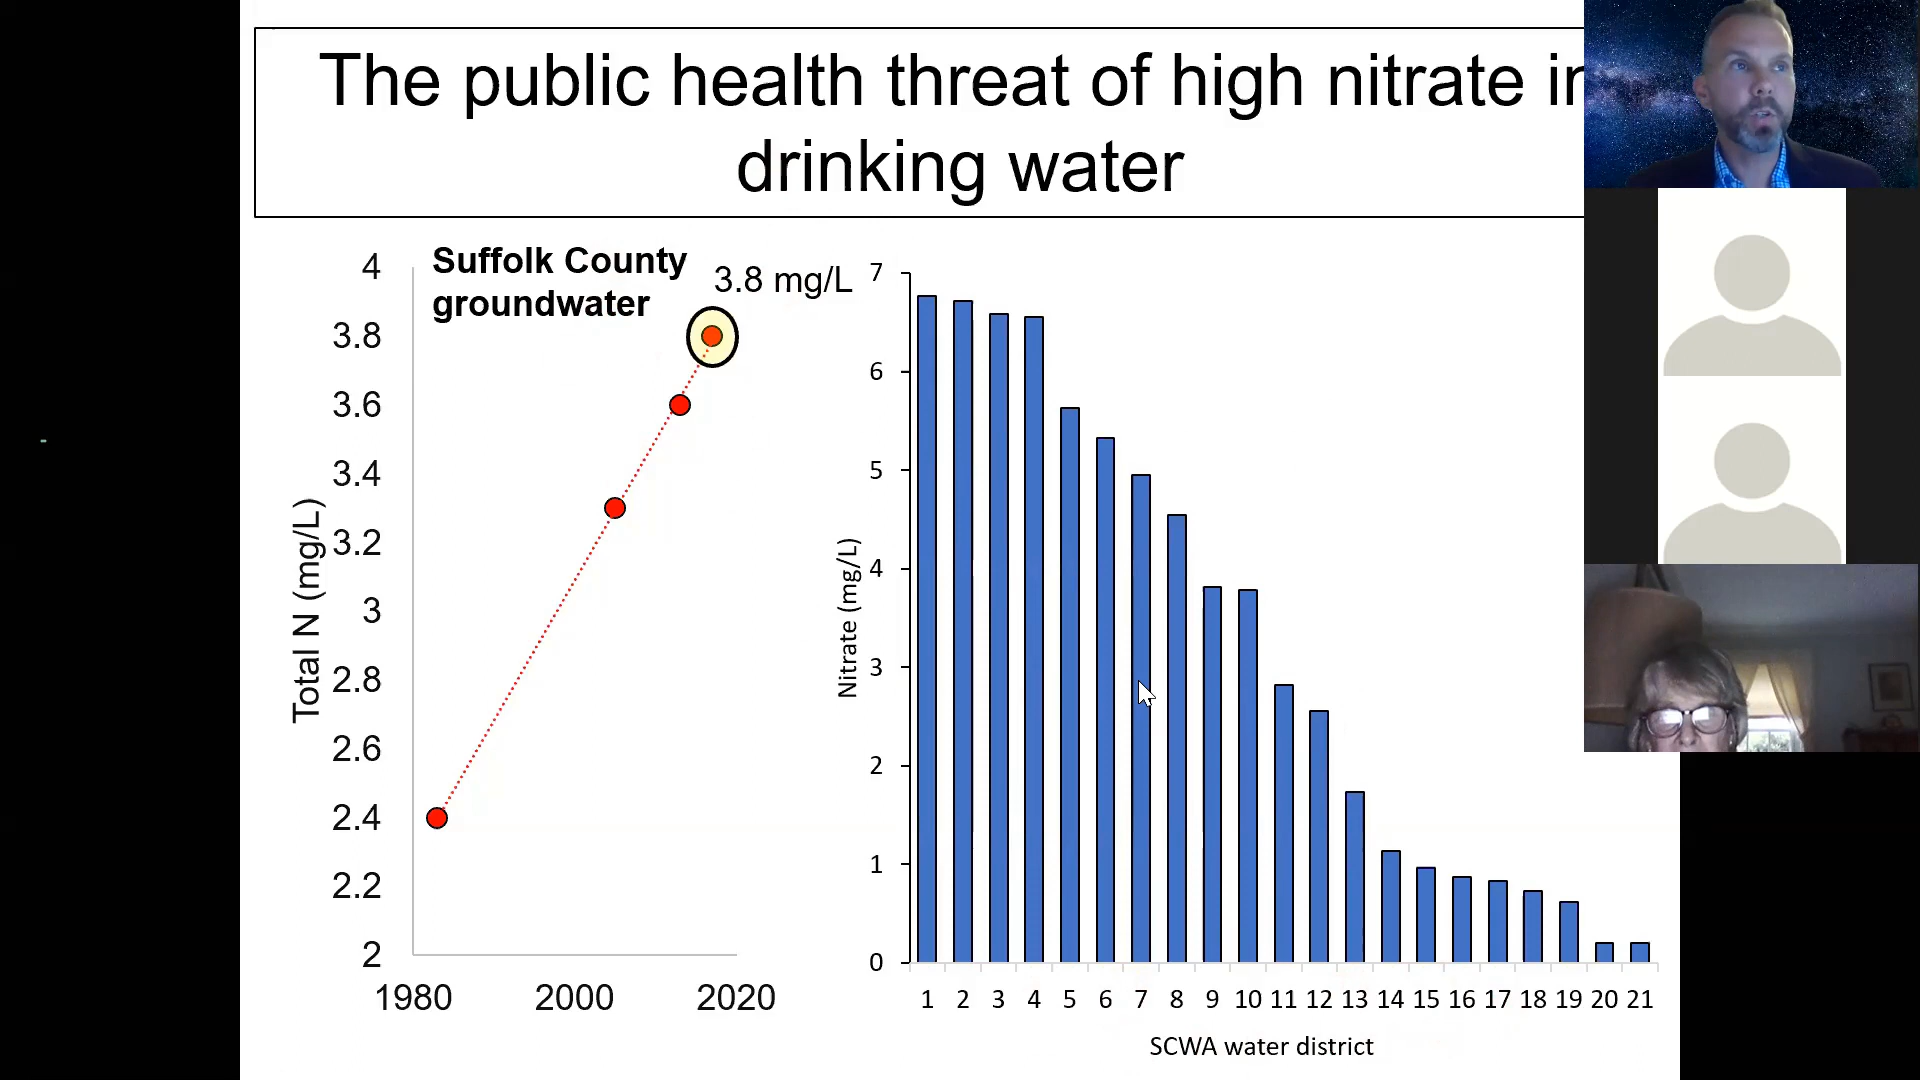 The public health threat of high nitrate in
drinking water
Suffolk County
groundwater
3.8 mg/L
4
3.8
3.6
3.4
3.2
3
2.8
2.6
2.4
2.2
2
Total N (mg/L)
1980 2000 2020
7
6
5
4
3
2
1
0
Nitrate (mg/L)
1 2 3 4 5 6 7 8 9 10 11 12 13 14 15 16 17 18 19 20 21
SCWA water district